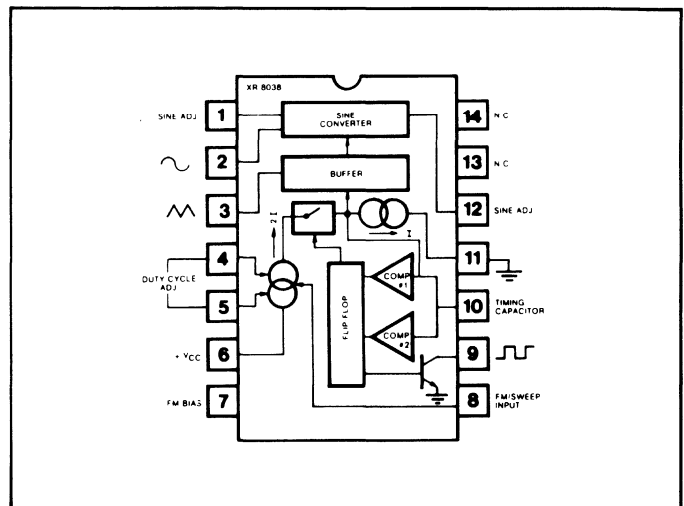 XR 8038
SINE ADJ 1
2
3
4
DUTY CYCLE
ADJ
5
+ VCC 6
FM BIAS 7
SINE
CONVERTER
BUFFER
2I
I
FLIP FLOP
COMP
#1
COMP
#2
14 N C
13 N C
12 SINE ADJ
11
10 TIMING
CAPACITOR
9
8 FM/SWEEP
INPUT